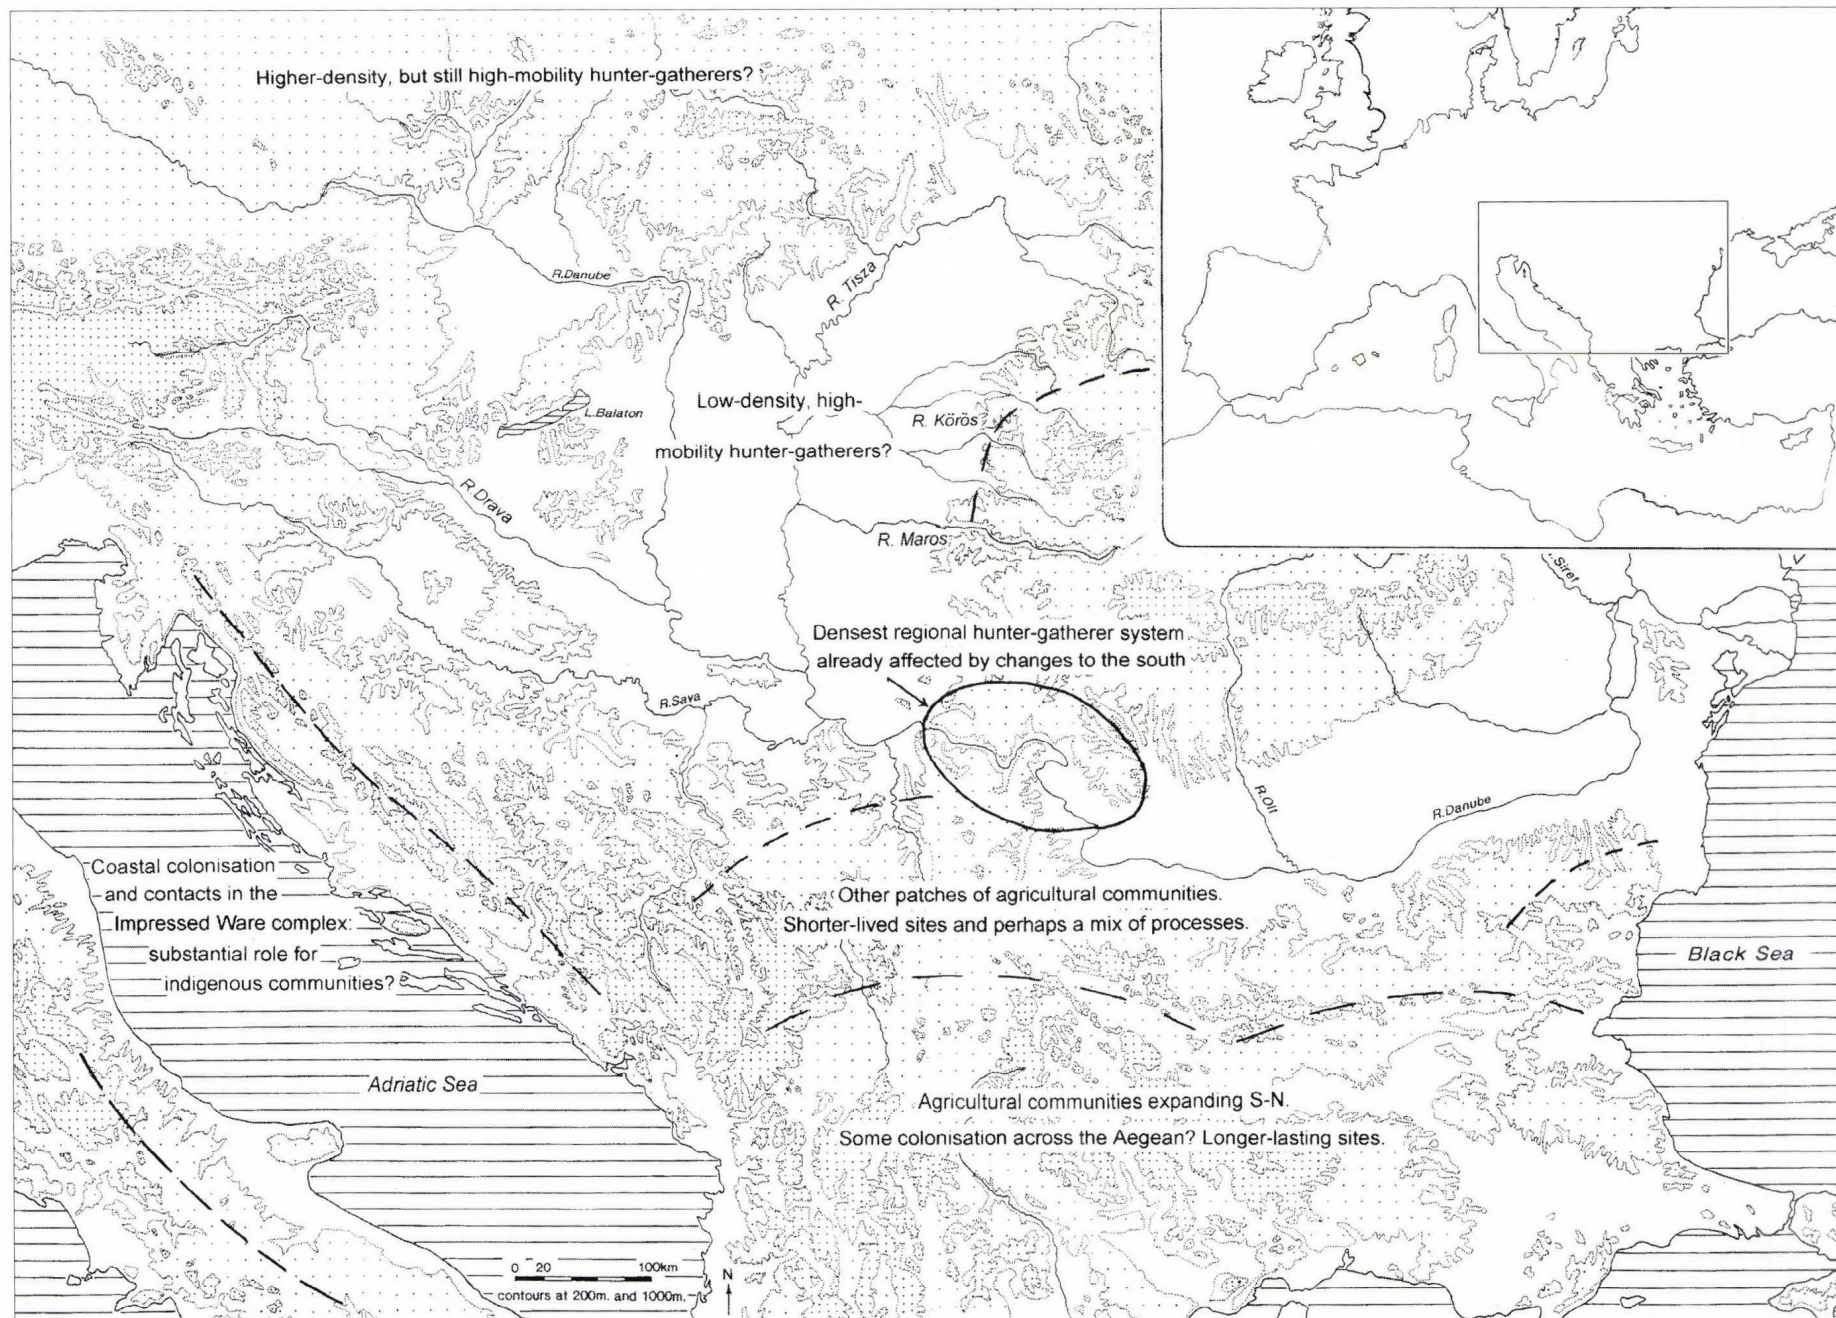 Higher-density, but still high-mobility hunter-gatherers?
R.Danube
R. Tisza
L.Balaton
Low-density, high-
R. Körös
mobility hunter-gatherers?
R.Drava
R. Maros
R.Siret
Densest regional hunter-gatherer system
already affected by changes to the south
R.Sava
R.Olt
R.Danube
Coastal colonisation
and contacts in the
Impressed Ware complex:
substantial role for
indigenous communities?
Other patches of agricultural communities.
Shorter-lived sites and perhaps a mix of processes.
Black Sea
Adriatic Sea
Agricultural communities expanding S-N.
Some colonisation across the Aegean? Longer-lasting sites.
0 20 100km
contours at 200m. and 1000m.
N